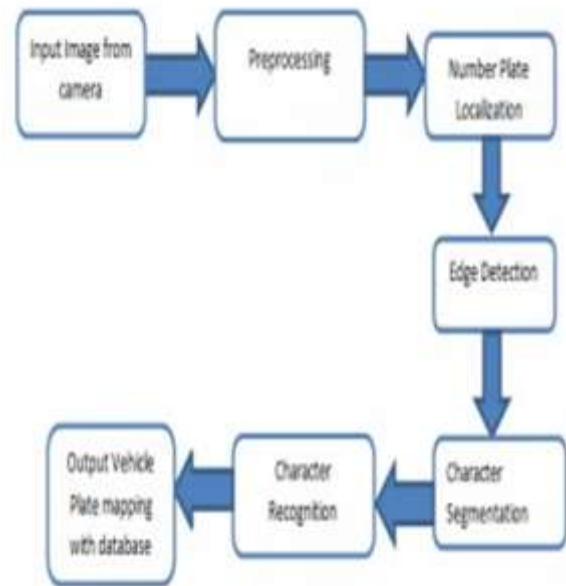 Input Image from
camera
Preprocessing
Number Plate
Localization
Edge Detection
Character
Segmentation
Character
Recognition
Output Vehicle
Plate mapping
with database